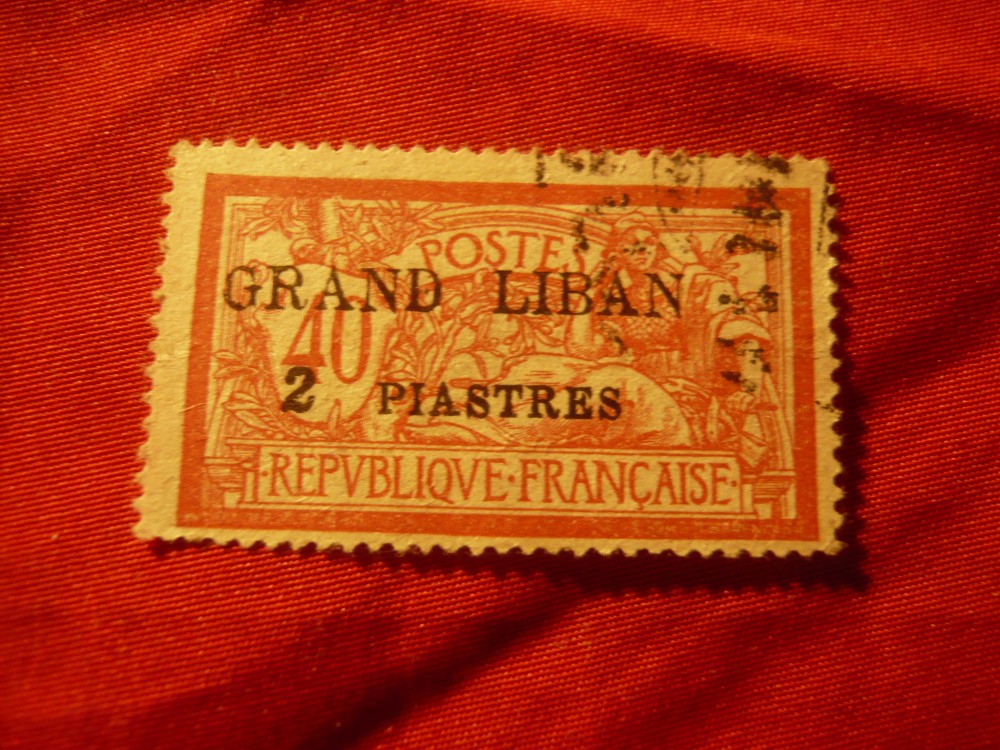 POSTES
GRAND LIBAN
40
2 PIASTRES
·REPVBLIQVE·FRANÇAISE·